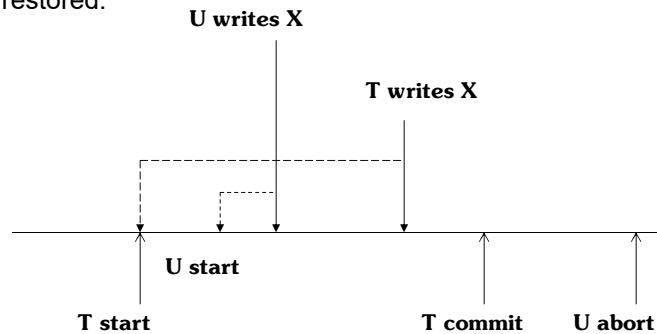 restored.
U writes X
T writes X
U start
T start
T commit
U abort